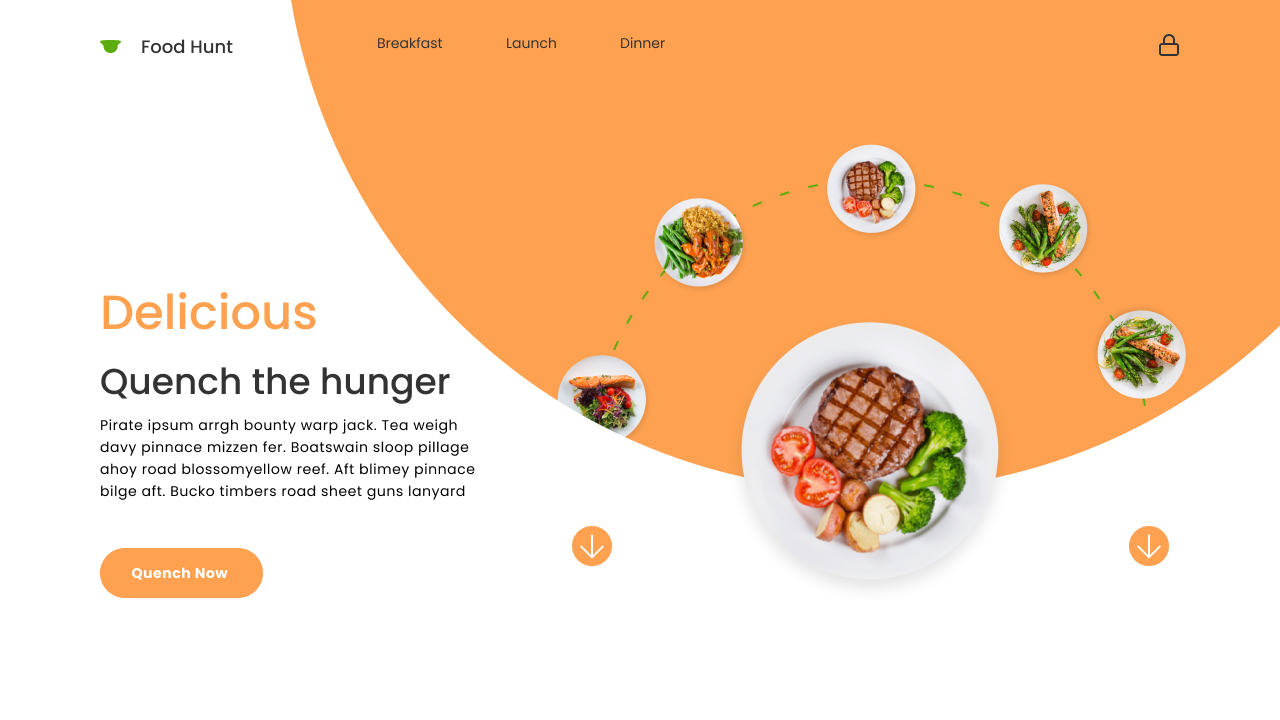 Food Hunt
Breakfast
Launch
Dinner
Delicious
Quench the hunger
Pirate ipsum arrgh bounty warp jack. Tea weigh
davy pinnace mizzen fer. Boatswain sloop pillage
ahoy road blossomyellow reef. Aft blimey pinnace
bilge aft. Bucko timbers road sheet guns lanyard
Quench Now